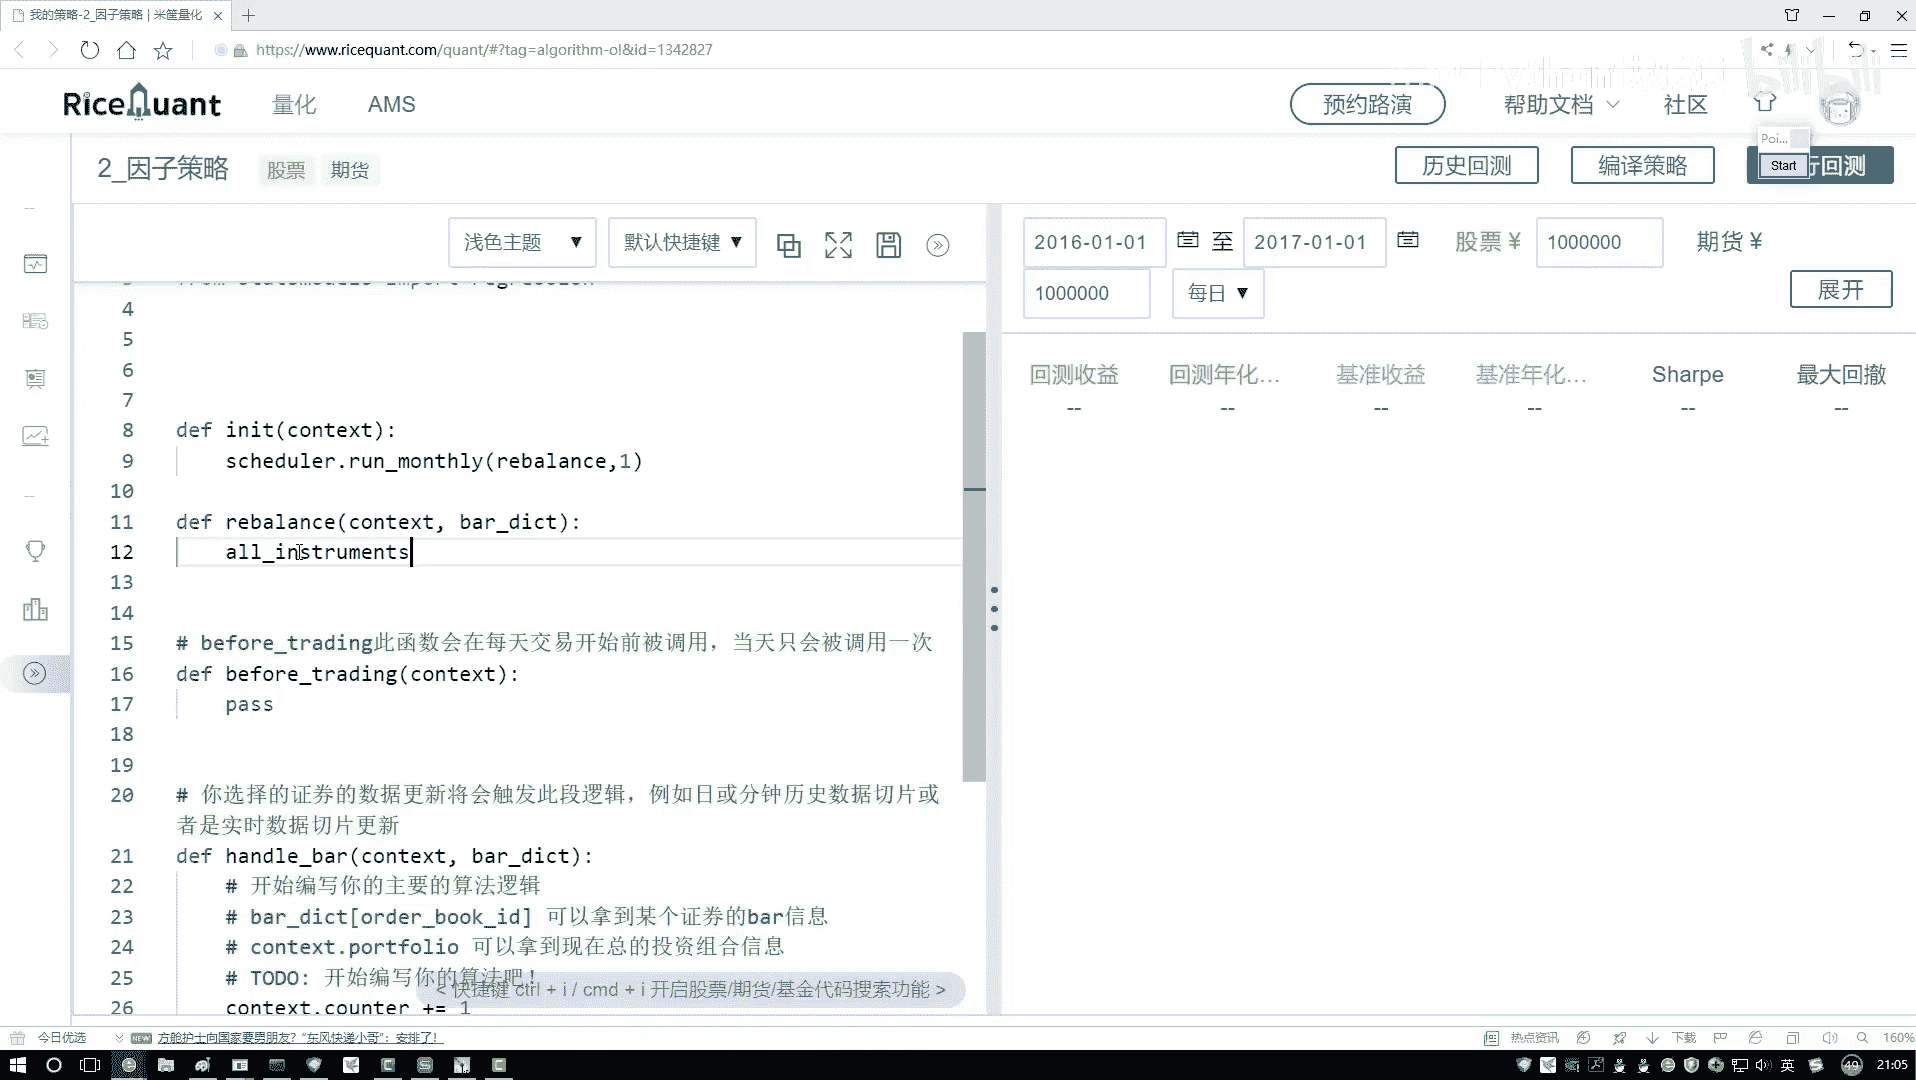 我的策略-2_因子策略 | 米筐量化
https://www.ricequant.com/quant/#?tag=algorithm-ol&id=1342827
RiceQuant 量化 AMS 预约路演 帮助文档 社区
bilibili
Poi...
Start
2_因子策略 股票 期货 历史回测 编译策略 行回测
浅色主题 ▼ 默认快捷键 ▼
2016-01-01 至 2017-01-01 股票 ¥ 1000000 期货 ¥
1000000 每日 ▼ 展开
回测收益 回测年化... 基准收益 基准年化... Sharpe 最大回撤
-- -- -- -- -- --
3 from statsmodels import regression
4
5
6
7
8 def init(context):
9 scheduler.run_monthly(rebalance,1)
10
11 def rebalance(context, bar_dict):
12 all_instruments
13
14
15 # before_trading此函数会在每天交易开始前被调用，当天只会被调用一次
16 def before_trading(context):
17 pass
18
19
20 # 你选择的证券的数据更新将会触发此段逻辑，例如日或分钟历史数据切片或
者是实时数据切片更新
21 def handle_bar(context, bar_dict):
22 # 开始编写你的主要的算法逻辑
23 # bar_dict[order_book_id] 可以拿到某个证券的bar信息
24 # context.portfolio 可以拿到现在总的投资组合信息
25 # TODO: 开始编写你的算法吧！
< 快捷键 ctrl + i / cmd + i 开启股票/期货/基金代码搜索功能 >
26 context.counter += 1
今日优选 NEW 方舱护士向国家要男朋友？“东风快递小哥”：安排了！ 热点资讯 下载 160%
英 49 21:05